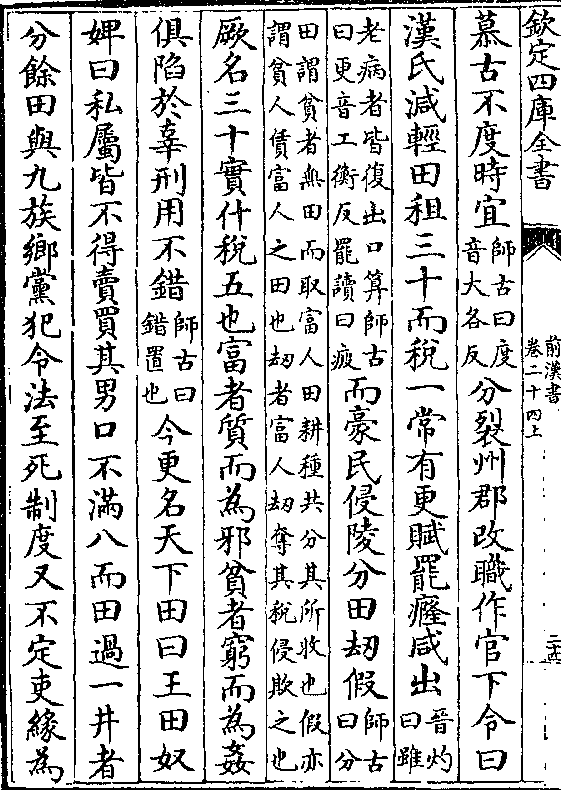 欽定四庫全書
前漢書
卷二十四上
二十四
慕古不度時宜師古曰度音大各反分裂州郡改職作官下令曰
漢氏減輕田租三十而稅一常有更賦罷癃咸出晉灼曰雖
老病者皆復出口算師古曰更音工衡反罷讀曰疲而豪民侵陵分田刧假師古曰分
田謂貧者無田而取富人田耕種共分其所收也假亦謂貧人賃富人之田也刧者富人刧奪其稅侵欺之也
厥名三十實什稅五也富者質而為邪貧者窮而為姦
俱陷於辜刑用不錯師古曰錯置也今更名天下田曰王田奴
婢曰私屬皆不得賣買其男口不滿八而田過一井者
分餘田與九族鄉黨犯令法至死制度又不定吏緣為